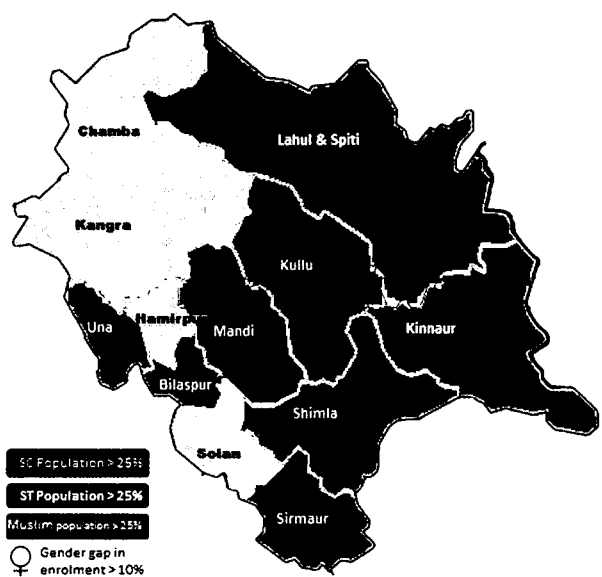 Chamba
Lahul & Spiti
Kangra
Kullu
Una
Hamirpur
Mandi
Kinnaur
Bilaspur
Shimla
Solan
Sirmaur
SC Population > 25%
ST Population > 25%
Muslim population > 25%
Gender gap in
enrolment > 10%